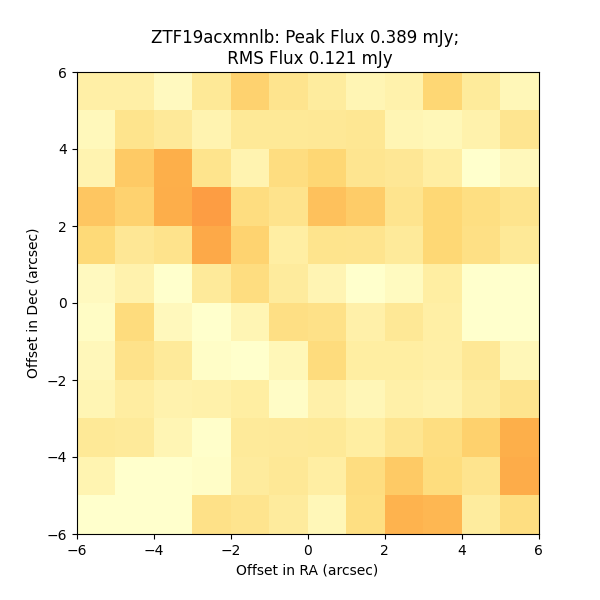 ZTF19acxmnlb: Peak Flux 0.389 mJy;
RMS Flux 0.121 mJy
6
4
2
0
−2
−4
−6
Offset in Dec (arcsec)
−6 −4 −2 0 2 4 6
Offset in RA (arcsec)